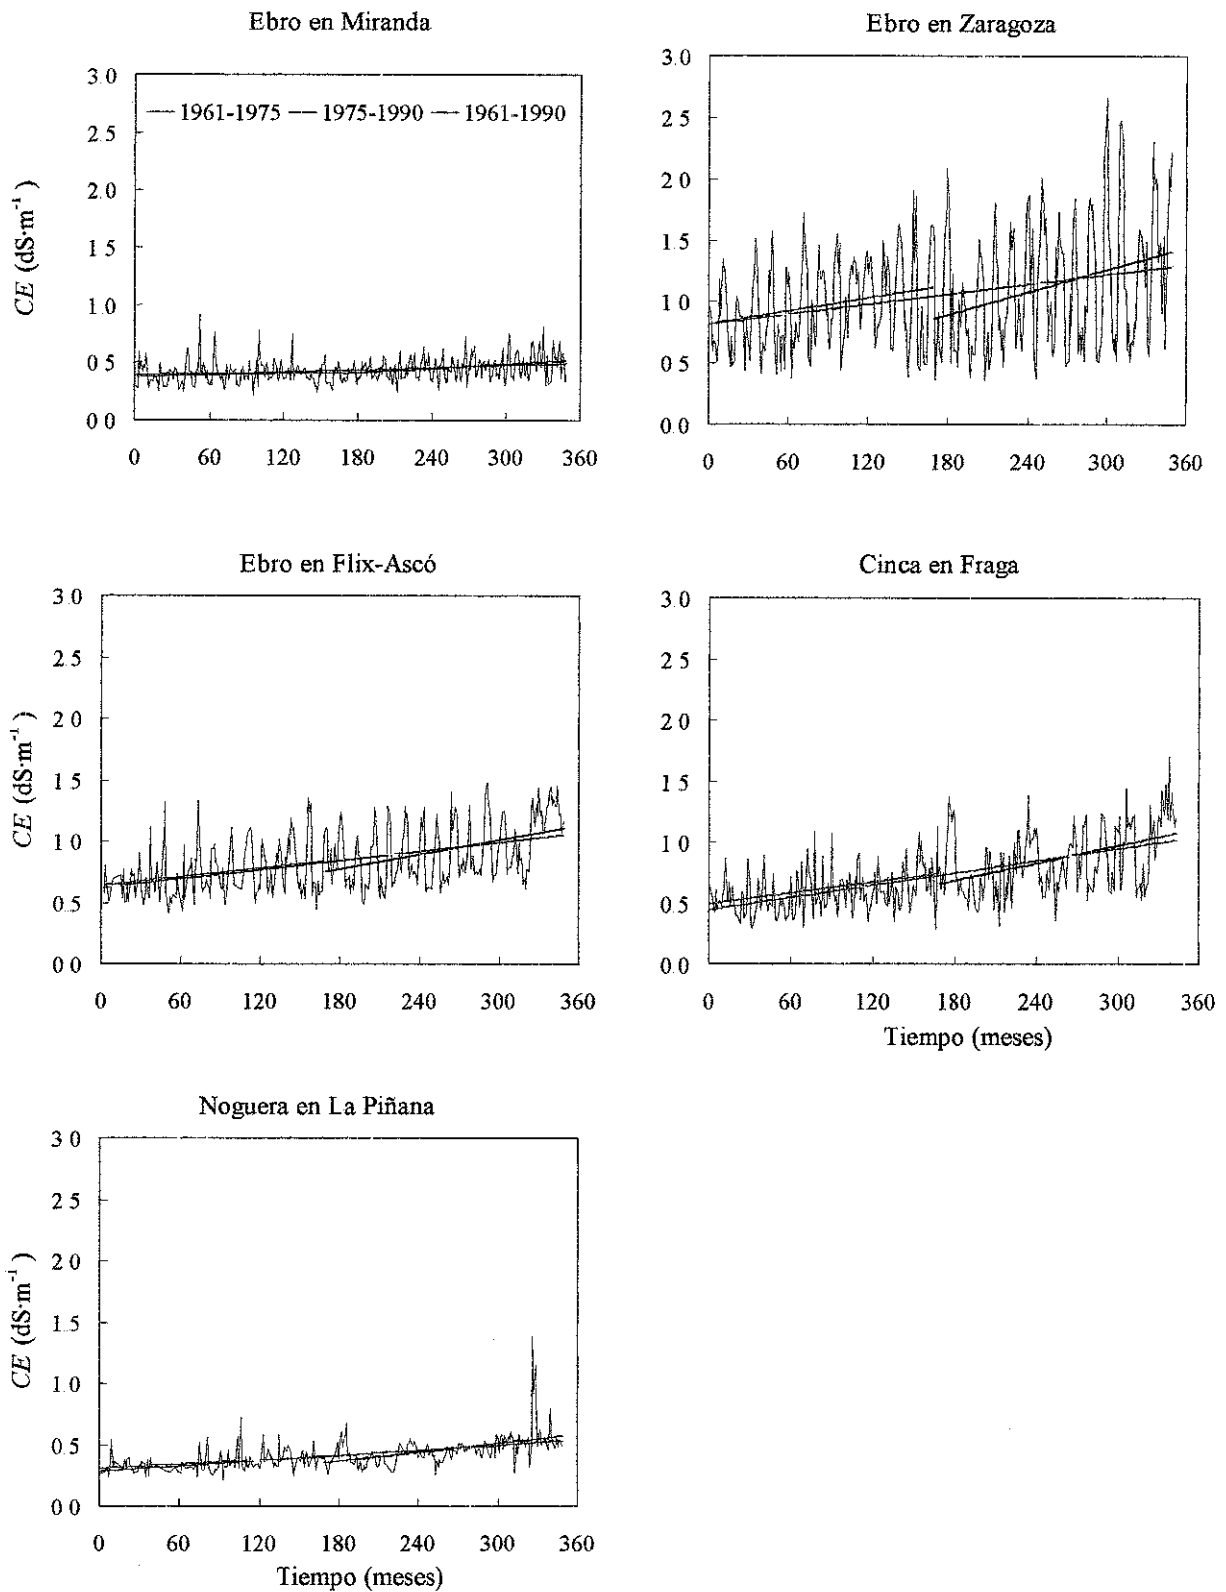 Ebro en Miranda
CE (dS·m⁻¹)
3 0
2 5
2 0
1 5
1 0
0 5
0 0
1961-1975 1975-1990 1961-1990
0 60 120 180 240 300 360
Ebro en Zaragoza
3 0
2 5
2 0
1 5
1 0
0 5
0 0
0 60 120 180 240 300 360
Ebro en Flix-Ascó
CE (dS·m⁻¹)
3 0
2 5
2 0
1 5
1 0
0 5
0 0
0 60 120 180 240 300 360
Cinca en Fraga
3 0
2 5
2 0
1 5
1 0
0 5
0 0
0 60 120 180 240 300 360
Tiempo (meses)
Noguera en La Piñana
CE (dS·m⁻¹)
3 0
2 5
2 0
1 5
1 0
0 5
0 0
0 60 120 180 240 300 360
Tiempo (meses)